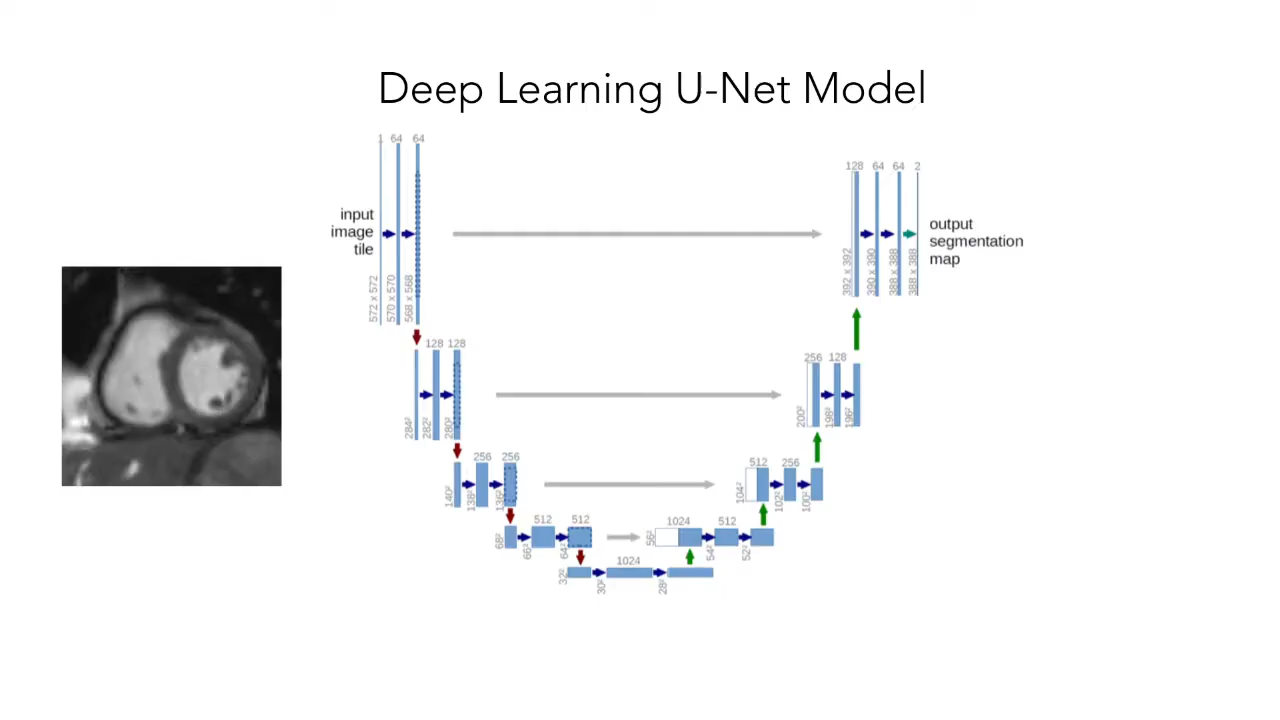 Deep Learning U-Net Model
1 64 64
128 64 64 2
input
image
tile
output
segmentation
map
572 x 572
570 x 570
568 x 568
392 x 392
390 x 390
388 x 388
388 x 388
128 128
256 128
284²
282²
280²
200²
198²
196²
256 256
512 256
140²
138²
136²
104²
102²
100²
512 512
1024 512
68²
66²
64²
56²
54²
52²
1024
32²
30²
28²